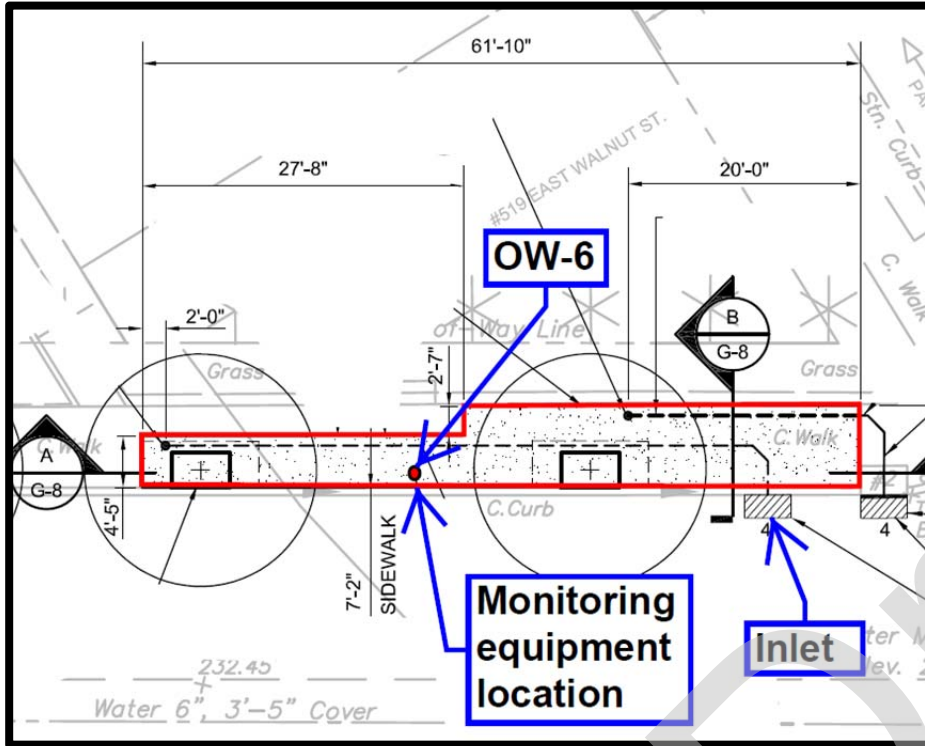 61'-10"
27'-8"
20'-0"
#519 EAST WALNUT ST.
Stn. Curb
C. Walk
OW-6
2'-0"
of-Way Line
2'-7"
B
G-8
Grass
Grass
A
G-8
C.Walk
4'-5"
C.Curb
#2
7'-2"
SIDEWALK
4
4
Monitoring
equipment
location
Inlet
232.45
Water 6", 3'-5" Cover